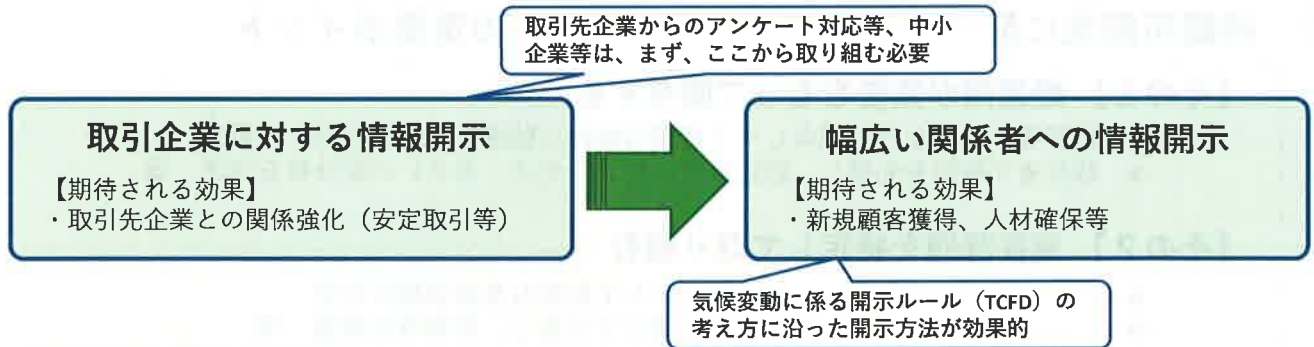 取引先企業からのアンケート対応等、中小
企業等は、まず、ここから取り組む必要
取引企業に対する情報開示
【期待される効果】
・取引先企業との関係強化（安定取引等）
幅広い関係者への情報開示
【期待される効果】
・新規顧客獲得、人材確保等
気候変動に係る開示ルール（TCFD）の
考え方に沿った開示方法が効果的